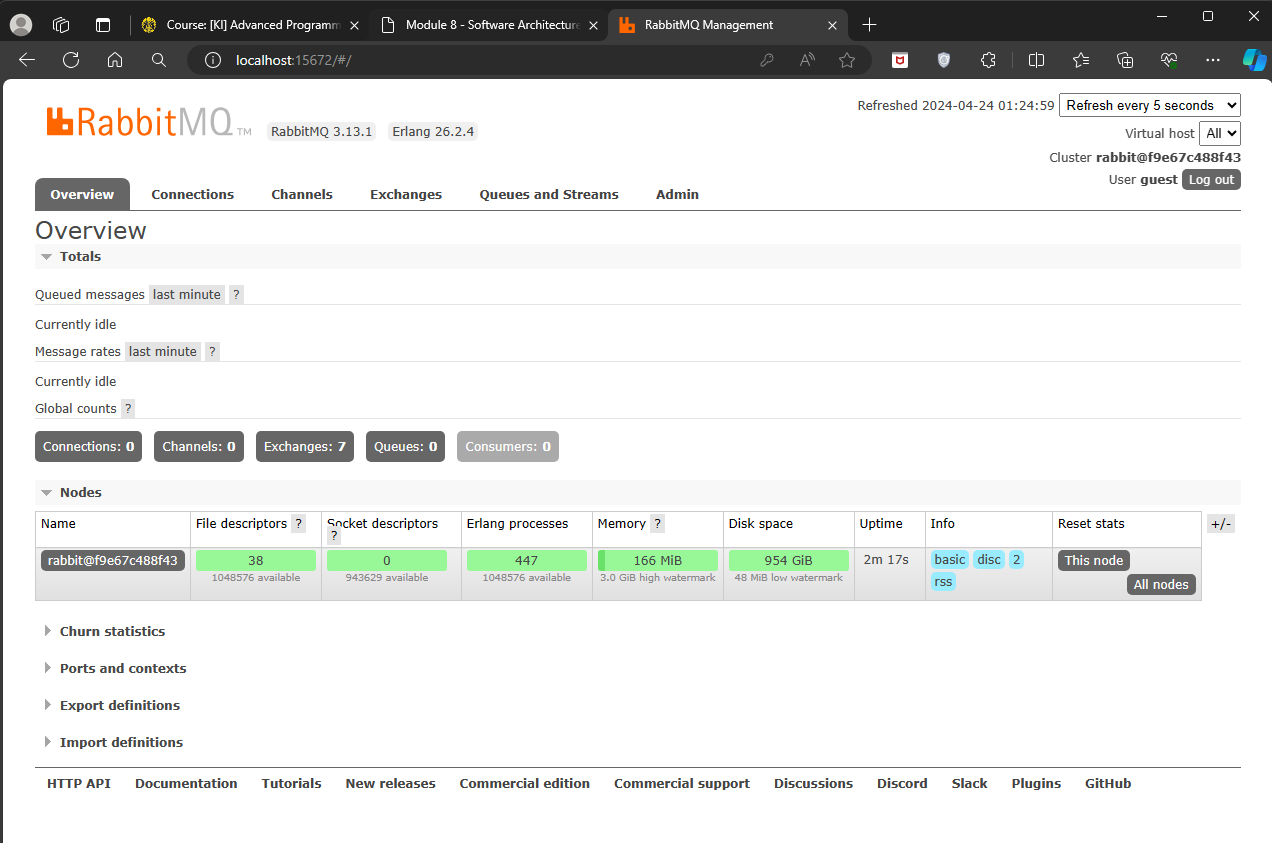 Course: [KI] Advanced Programm
Module 8 - Software Architecture
RabbitMQ Management
localhost:15672/#/
RabbitMQ TM
RabbitMQ 3.13.1 Erlang 26.2.4
Refreshed 2024-04-24 01:24:59 Refresh every 5 seconds
Virtual host All
Cluster rabbit@f9e67c488f43
User guest Log out
Overview Connections Channels Exchanges Queues and Streams Admin
Overview
Totals
Queued messages last minute ?
Currently idle
Message rates last minute ?
Currently idle
Global counts ?
Connections: 0 Channels: 0 Exchanges: 7 Queues: 0 Consumers: 0
Nodes
Name File descriptors ? Socket descriptors ? Erlang processes Memory ? Disk space Uptime Info Reset stats +/-
rabbit@f9e67c488f43 38 0 447 166 MiB 954 GiB 2m 17s basic disc 2 This node
1048576 available 943629 available 1048576 available 3.0 GiB high watermark 48 MiB low watermark rss All nodes
Churn statistics
Ports and contexts
Export definitions
Import definitions
HTTP API Documentation Tutorials New releases Commercial edition Commercial support Discussions Discord Slack Plugins GitHub